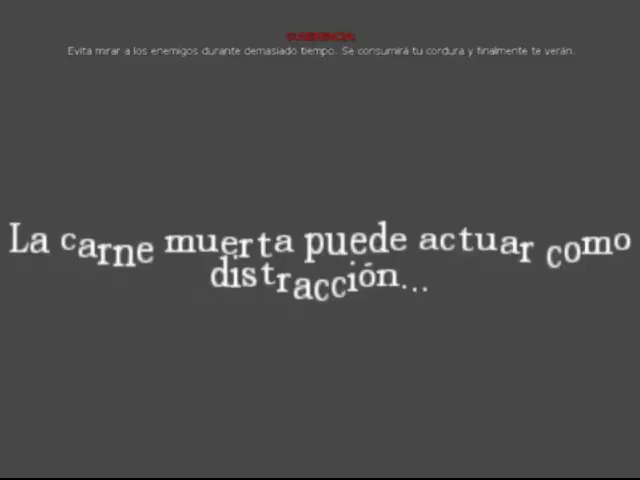 Evita mirar a los enemigos durante demasiado tiempo. Se consumirá tu cordura y finalmente te verán.
La carne muerta puede actuar como
distracción...